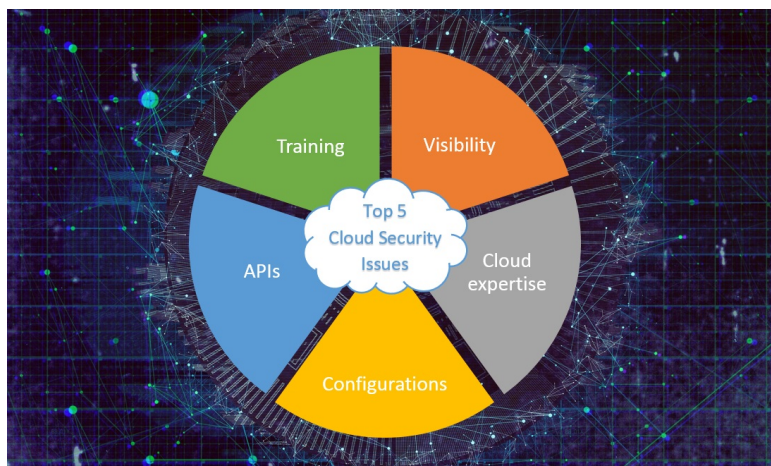 Training
Visibility
Top 5
Cloud Security
Issues
APIs
Cloud
expertise
Configurations